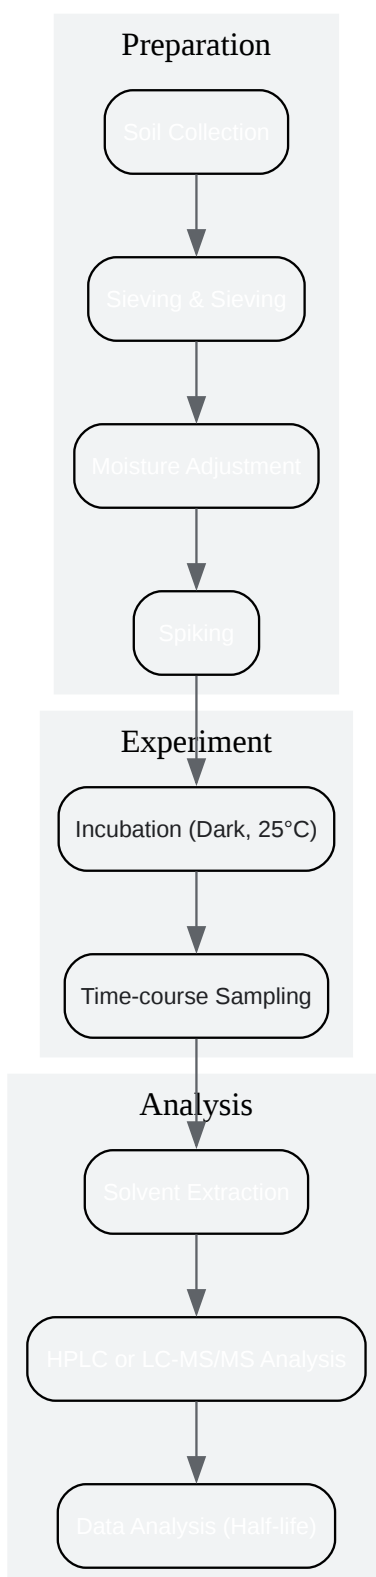 Preparation
Soil Collection
Sieving & Sieving
Moisture Adjustment
Spiking
Experiment
Incubation (Dark, 25°C)
Time-course Sampling
Analysis
Solvent Extraction
HPLC or LC-MS/MS Analysis
Data Analysis (Half-life)